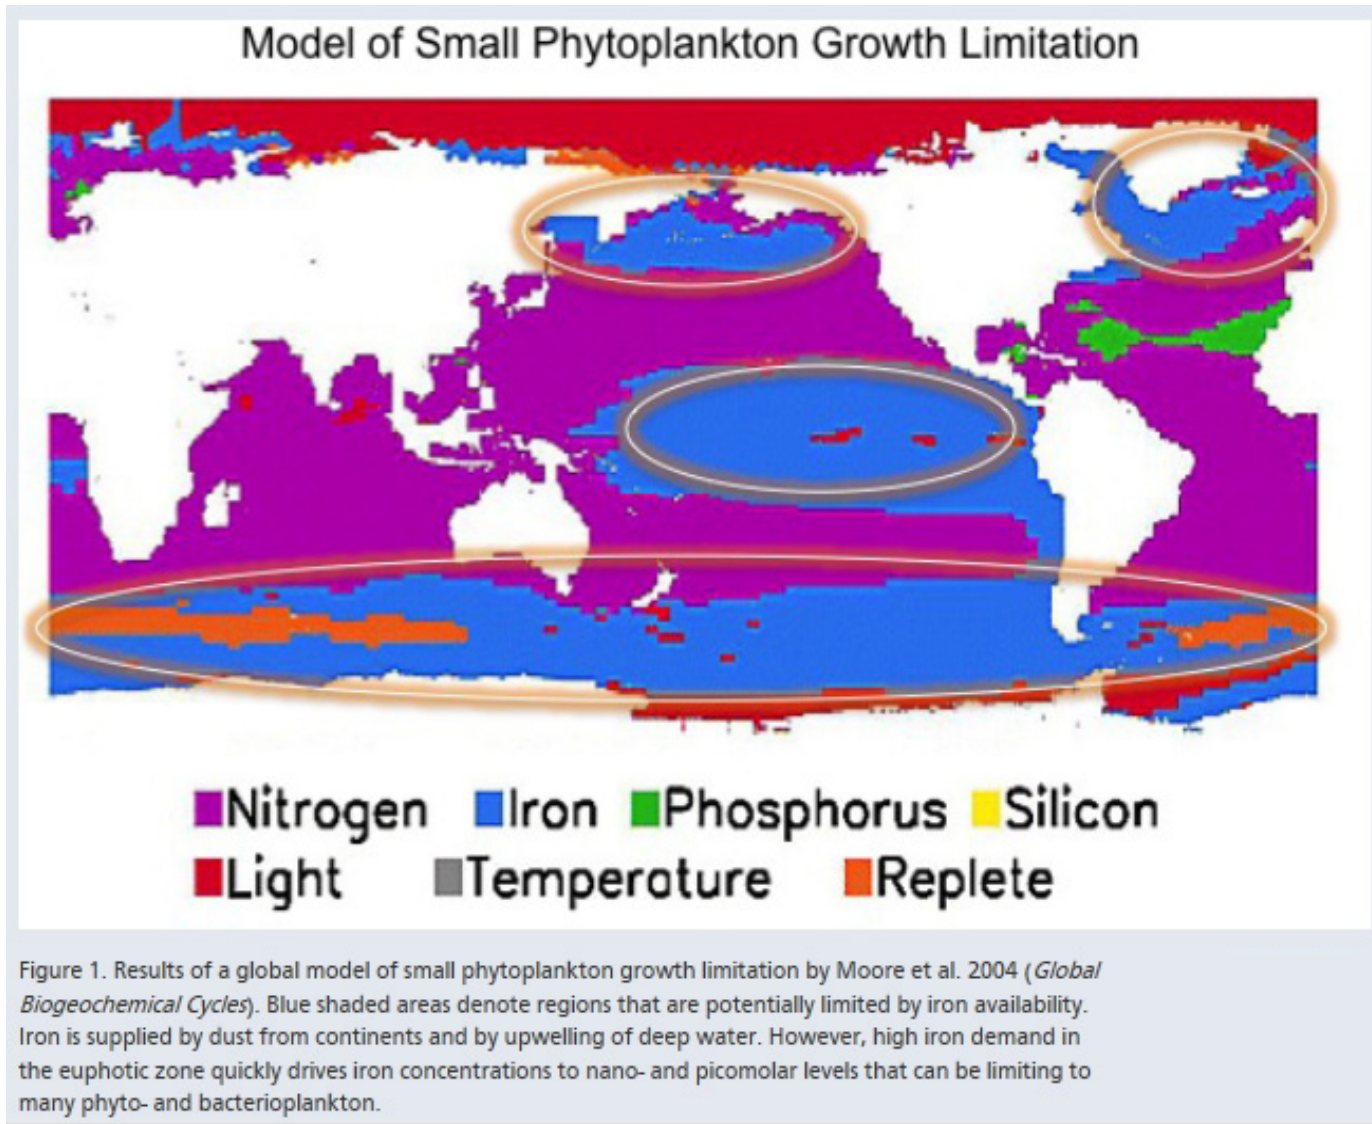 Model of Small Phytoplankton Growth Limitation
Nitrogen Iron Phosphorus Silicon
Light Temperature Replete
Figure 1. Results of a global model of small phytoplankton growth limitation by Moore et al. 2004 (Global
Biogeochemical Cycles). Blue shaded areas denote regions that are potentially limited by iron availability.
Iron is supplied by dust from continents and by upwelling of deep water. However, high iron demand in
the euphotic zone quickly drives iron concentrations to nano- and picomolar levels that can be limiting to
many phyto- and bacterioplankton.